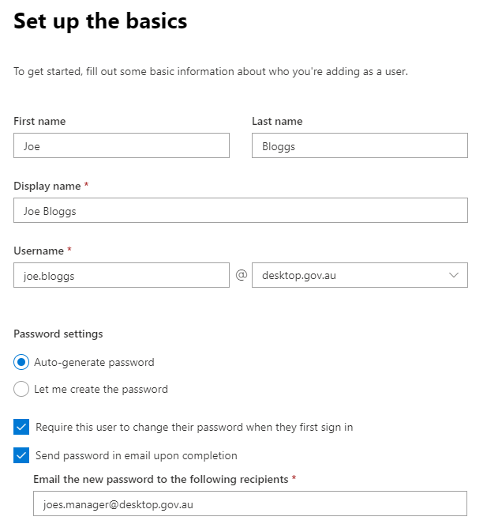 Set up the basics
To get started, fill out some basic information about who you're adding as a user.
First name
Last name
Joe
Bloggs
Display name *
Joe Bloggs
Username *
joe.bloggs @ desktop.gov.au
Password settings
Auto-generate password
Let me create the password
Require this user to change their password when they first sign in
Send password in email upon completion
Email the new password to the following recipients *
joes.manager@desktop.gov.au